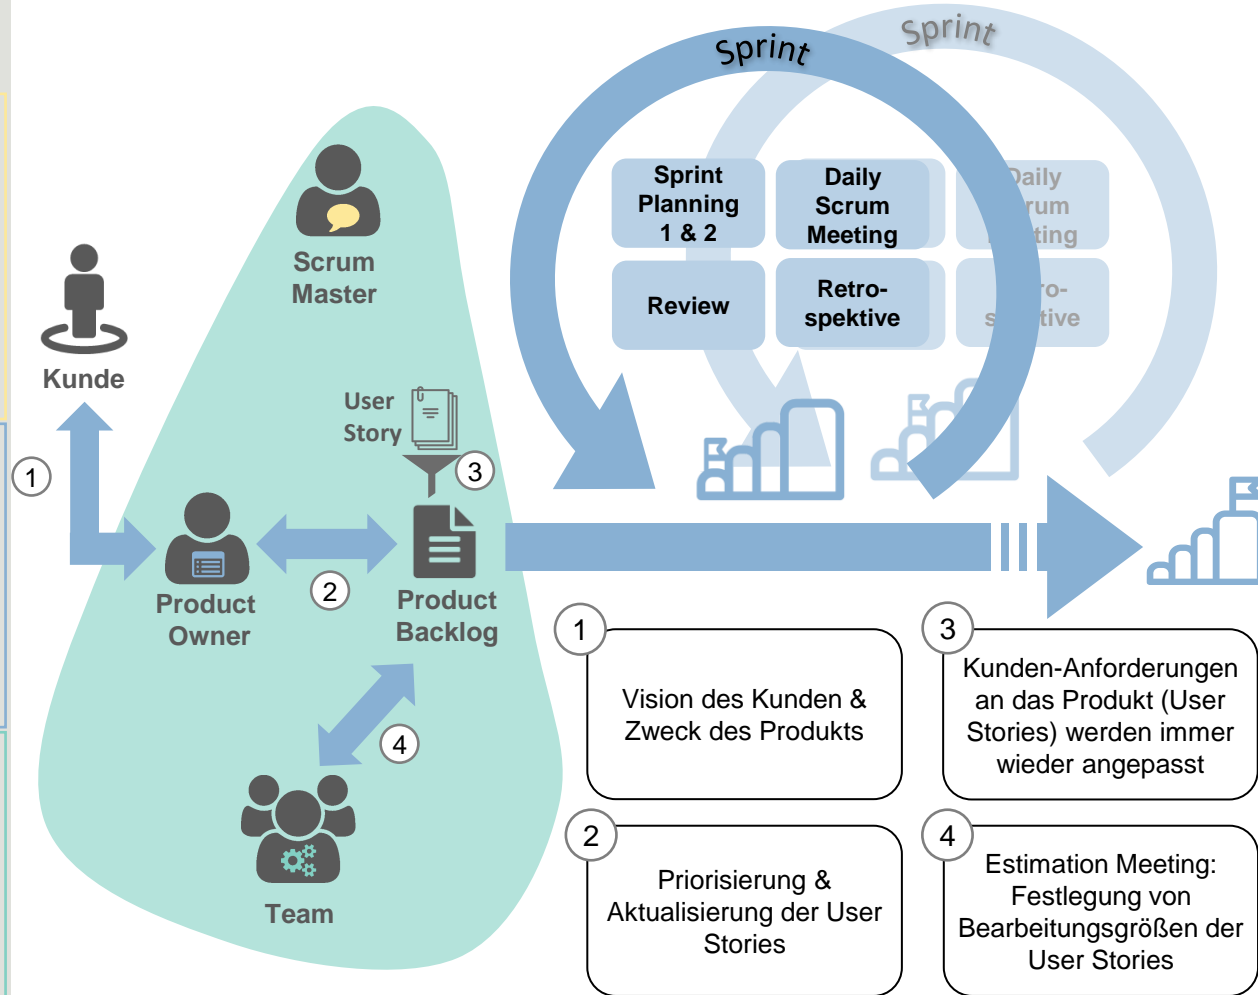 Sprint
Sprint
Sprint
Planning
1 & 2
Daily
Scrum
Meeting
Daily
Review
Retro-
spektive
Scrum
Master
Kunde
User
Story
1
3
2
Product
Owner
Product
Backlog
4
Team
1
Vision des Kunden &
Zweck des Produkts
3
Kunden-Anforderungen
an das Produkt (User
Stories) werden immer
wieder angepasst
2
Priorisierung &
Aktualisierung der User
Stories
4
Estimation Meeting:
Festlegung von
Bearbeitungsgrößen der
User Stories